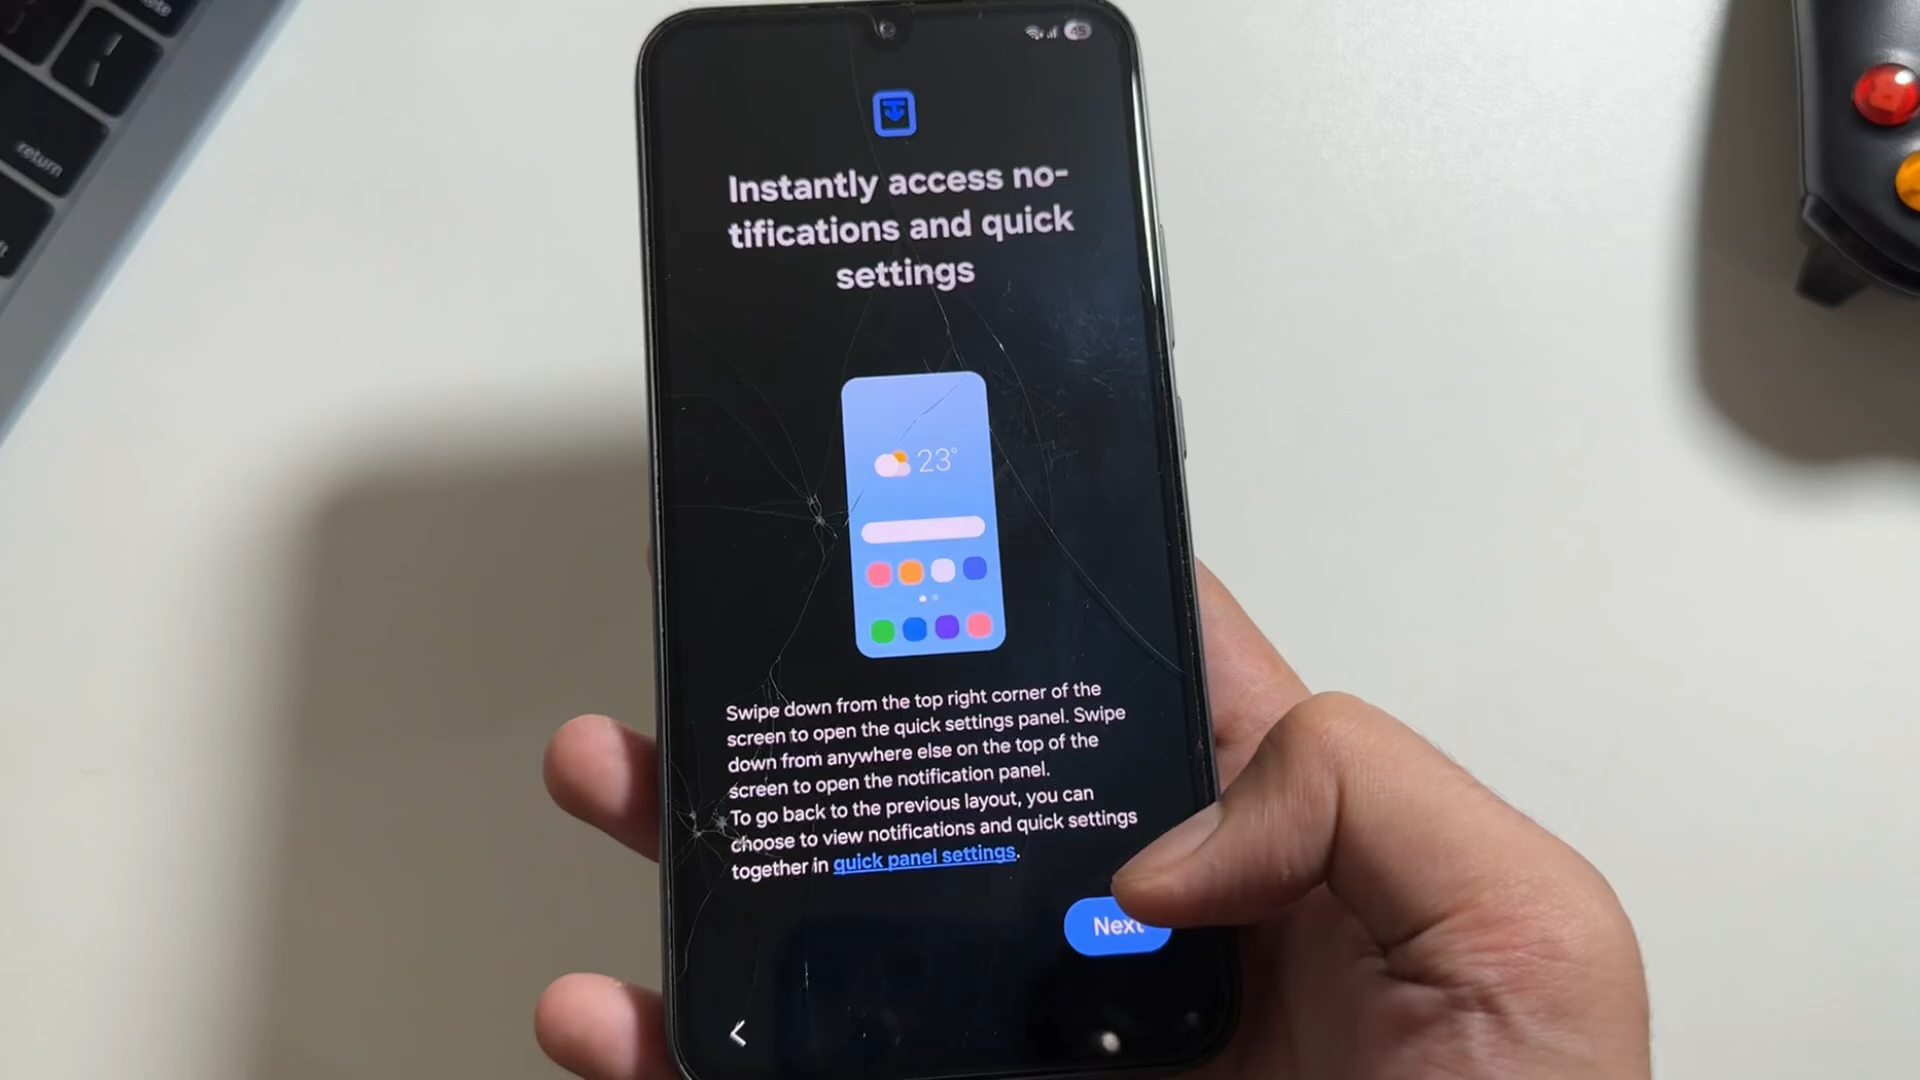 return
45
Instantly access no-
tifications and quick
settings
23°
Swipe down from the top right corner of the
screen to open the quick settings panel. Swipe
down from anywhere else on the top of the
screen to open the notification panel.
To go back to the previous layout, you can
choose to view notifications and quick settings
together in quick panel settings.
Next